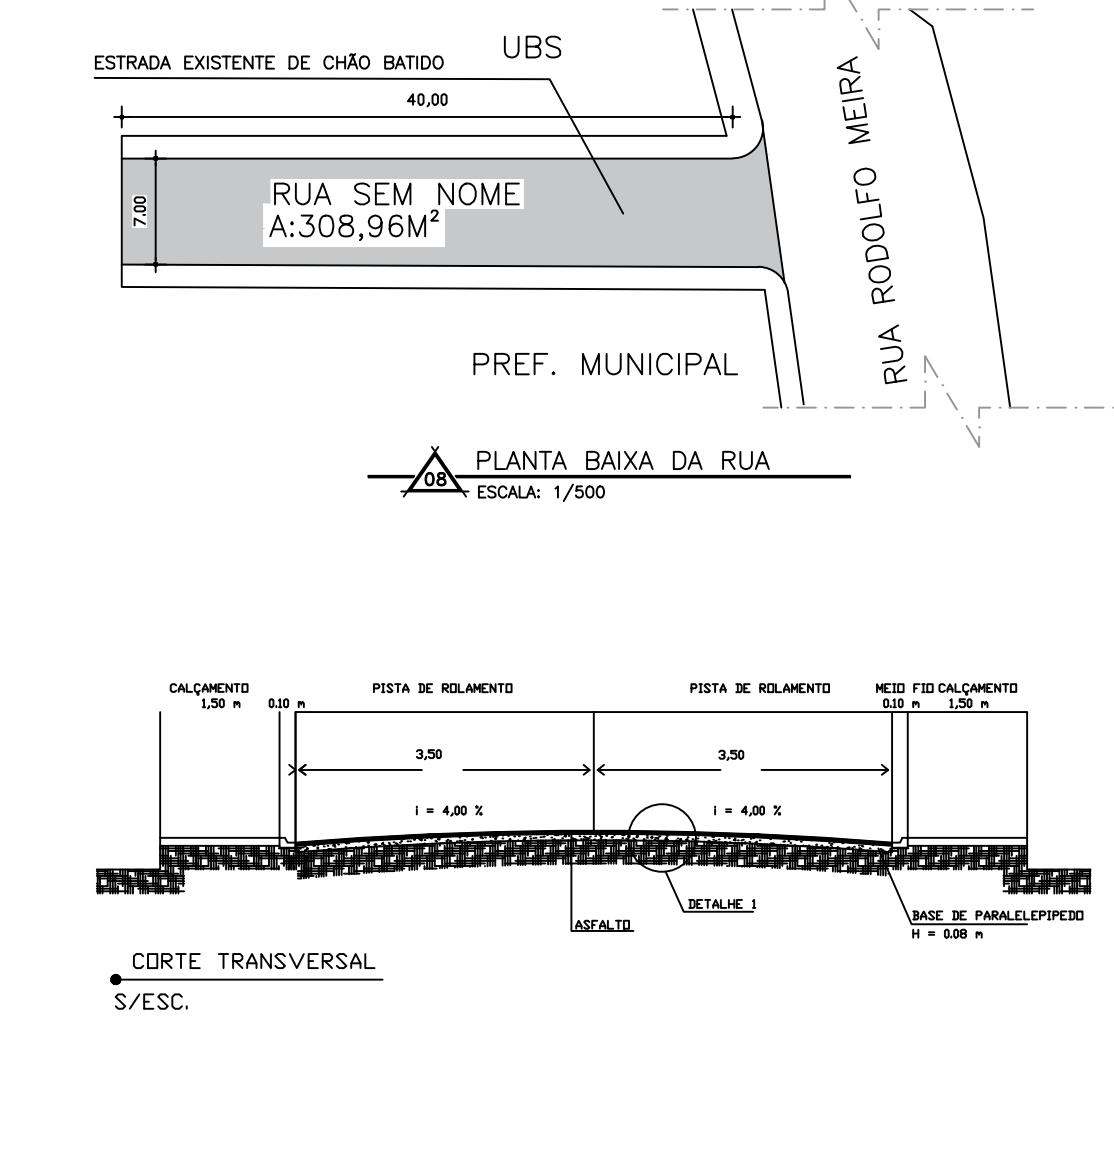 UBS
ESTRADA EXISTENTE DE CHÃO BATIDO
40,00
7.00
RUA SEM NOME
A:308,96M²
RUA RODOLFO MEIRA
PREF. MUNICIPAL
08
PLANTA BAIXA DA RUA
ESCALA: 1/500
CALÇAMENTO
1,50 m
0.10 m
PISTA DE ROLAMENTO
PISTA DE ROLAMENTO
MEIO FIO
0.10 m
CALÇAMENTO
1,50 m
3,50
3,50
i = 4,00 %
i = 4,00 %
DETALHE 1
ASFALTO
BASE DE PARALELEPIPEDO
H = 0.08 m
CORTE TRANSVERSAL
S/ESC.